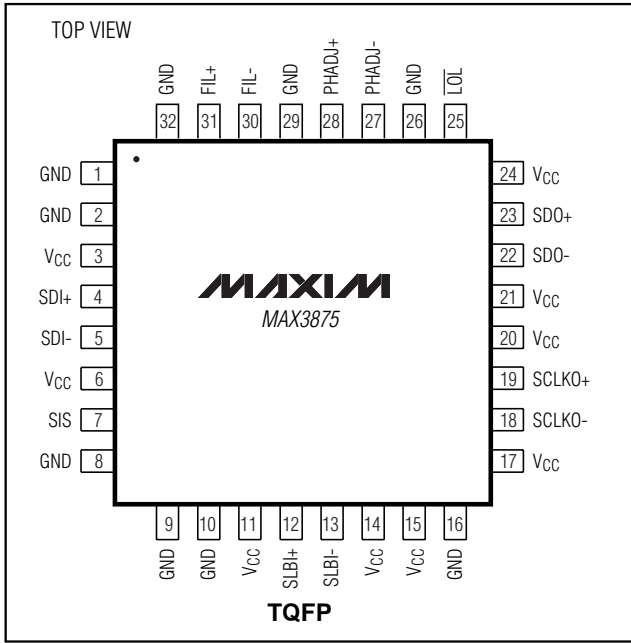 TOP VIEW
GND FIL+ FIL- GND PHADJ+ PHADJ- GND L̅O̅L̅
32 31 30 29 28 27 26 25
GND 1 24 VCC
GND 2 23 SDO+
VCC 3 22 SDO-
SDI+ 4 21 VCC
MAXIM
MAX3875
SDI- 5 20 VCC
VCC 6 19 SCLKO+
SIS 7 18 SCLKO-
GND 8 17 VCC
9 10 11 12 13 14 15 16
GND GND VCC SLBI+ SLBI- VCC VCC GND
TQFP